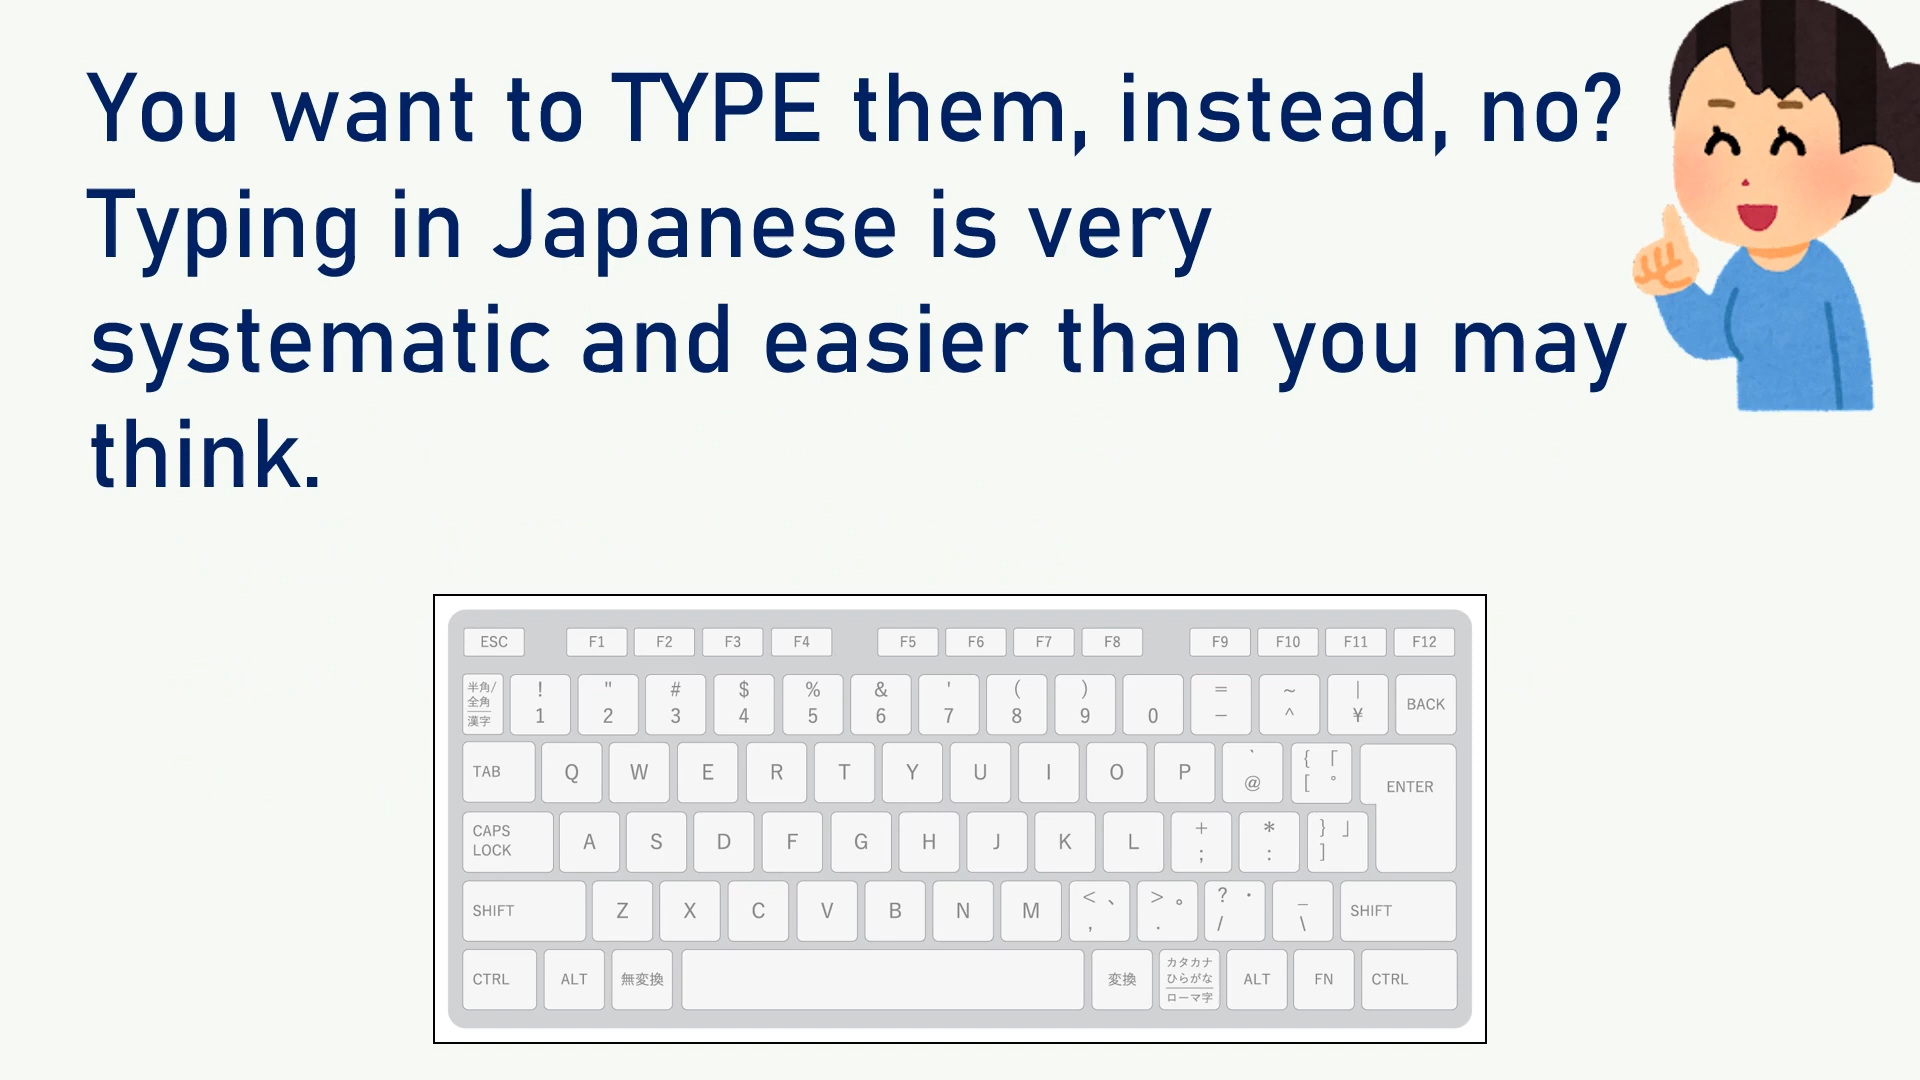 You want to TYPE them, instead, no?
Typing in Japanese is very
systematic and easier than you may
think.
ESC F1 F2 F3 F4 F5 F6 F7 F8 F9 F10 F11 F12
半角/
全角
漢字
! " # $ % & ' ( ) = ~ |
1 2 3 4 5 6 7 8 9 0 - ^ ¥ BACK
TAB Q W E R T Y U I O P ` @ { 「 [ ° ENTER
CAPS
LOCK
A S D F G H J K L + ; * : } 」 ]
SHIFT Z X C V B N M < 、 , > 。 . ? ・ / _ \ SHIFT
CTRL ALT 無変換 変換
カタカナ
ひらがな
ローマ字
ALT FN CTRL